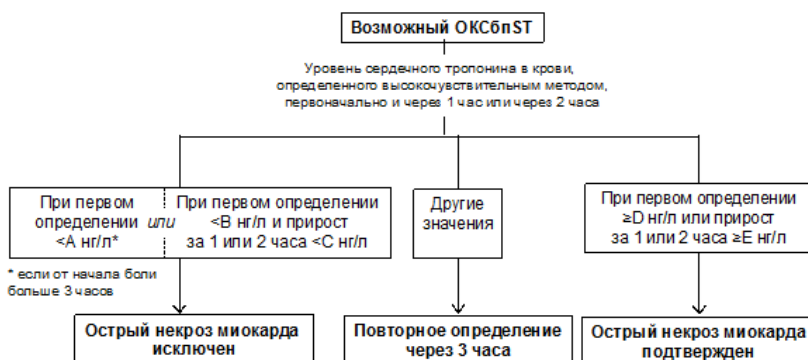 Возможный ОКСбпST
Уровень сердечного тропонина в крови,
определенного высокочувствительным методом,
первоначально и через 1 час или через 2 часа
При первом
определении
<A нг/л*
или
При первом определении
<B нг/л и прирост
за 1 или 2 часа <C нг/л
Другие
значения
При первом определении
≥D нг/л или прирост
за 1 или 2 часа ≥E нг/л
* если от начала боли
больше 3 часов
Острый некроз миокарда
исключен
Повторное определение
через 3 часа
Острый некроз миокарда
подтвержден